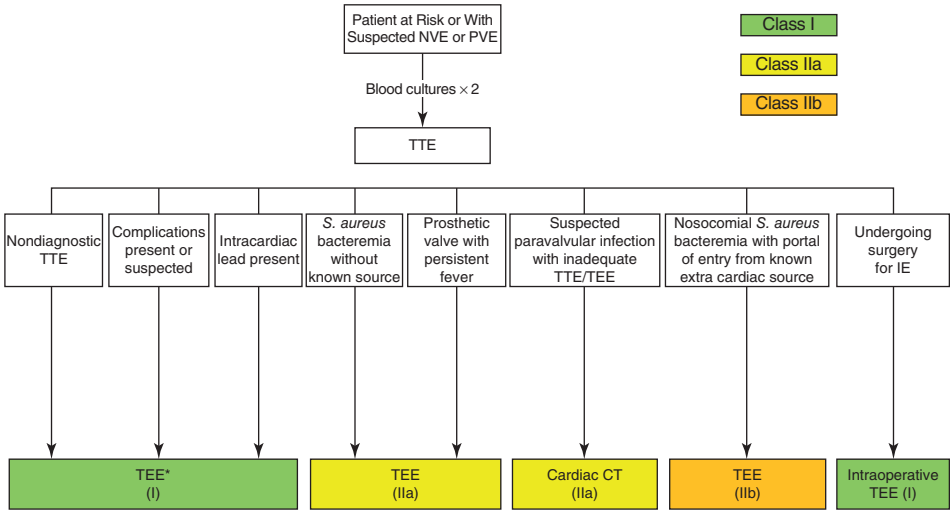 Patient at Risk or With
Suspected NVE or PVE
Class I
Class IIa
Class IIb
Blood cultures × 2
TTE
Nondiagnostic
TTE
Complications
present or
suspected
Intracardiac
lead present
S. aureus
bacteremia
without
known source
Prosthetic
valve with
persistent
fever
Suspected
paravalvular infection
with inadequate
TTE/TEE
Nosocomial S. aureus
bacteremia with portal
of entry from known
extra cardiac source
Undergoing
surgery
for IE
TEE*
(I)
TEE
(IIa)
Cardiac CT
(IIa)
TEE
(IIb)
Intraoperative
TEE (I)